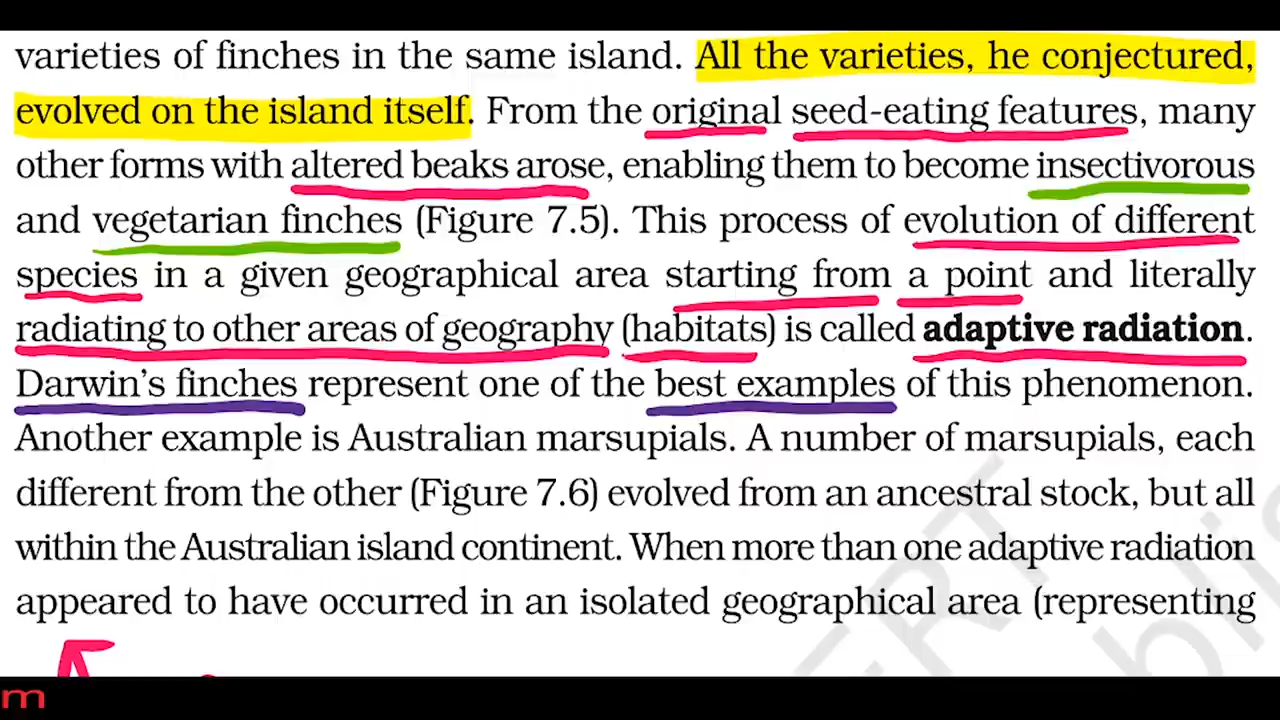 varieties of finches in the same island. All the varieties, he conjectured,
evolved on the island itself. From the original seed-eating features, many
other forms with altered beaks arose, enabling them to become insectivorous
and vegetarian finches (Figure 7.5). This process of evolution of different
species in a given geographical area starting from a point and literally
radiating to other areas of geography (habitats) is called adaptive radiation.
Darwin's finches represent one of the best examples of this phenomenon.
Another example is Australian marsupials. A number of marsupials, each
different from the other (Figure 7.6) evolved from an ancestral stock, but all
within the Australian island continent. When more than one adaptive radiation
appeared to have occurred in an isolated geographical area (representing
m